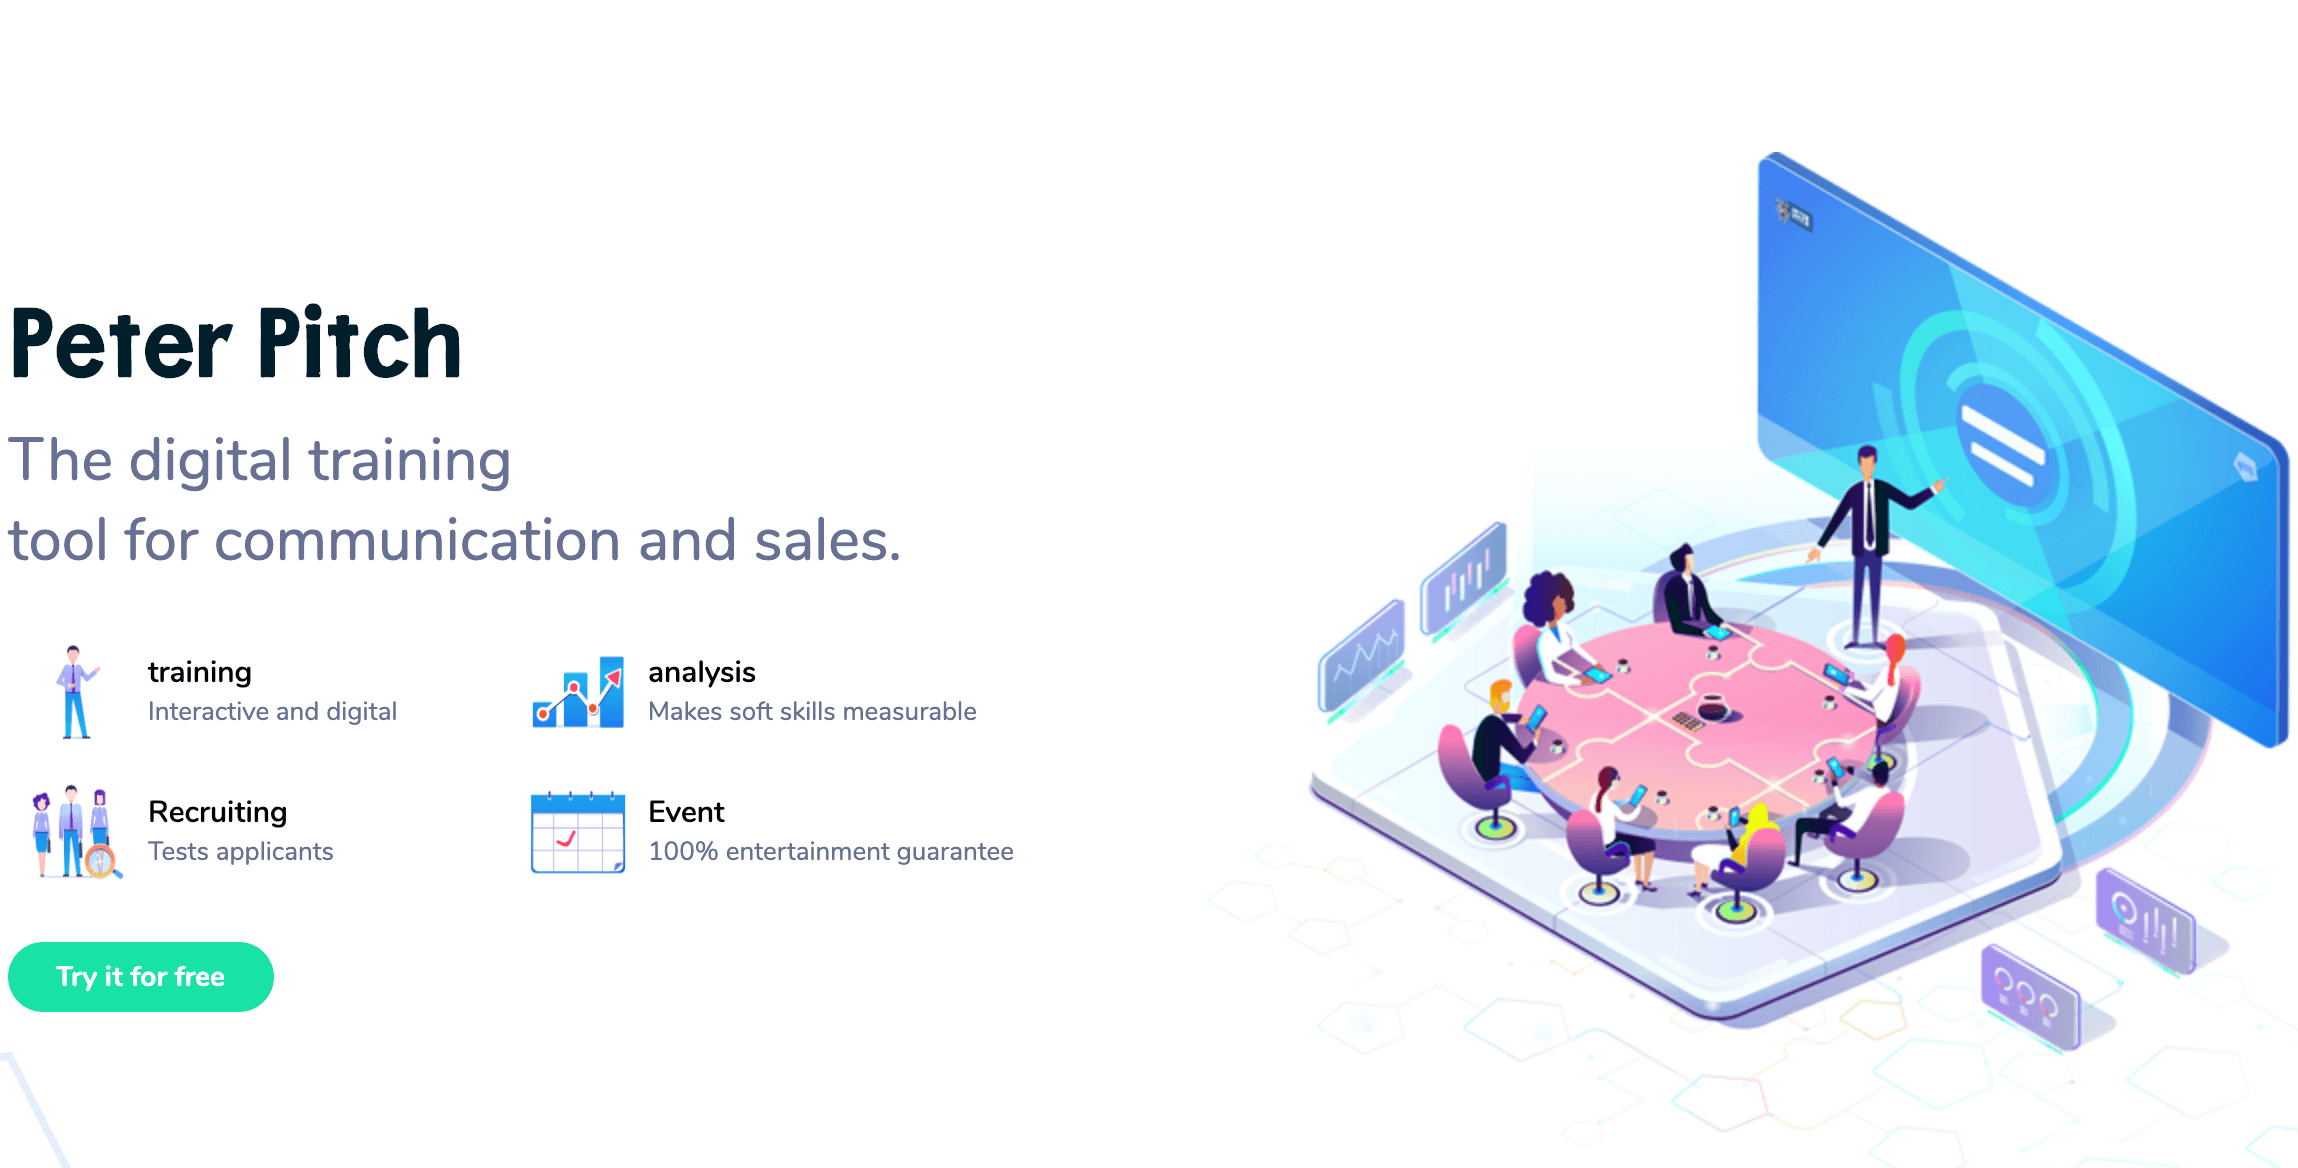 Peter Pitch
The digital training
tool for communication and sales.
training
Interactive and digital
analysis
Makes soft skills measurable
Recruiting
Tests applicants
Event
100% entertainment guarantee
Try it for free